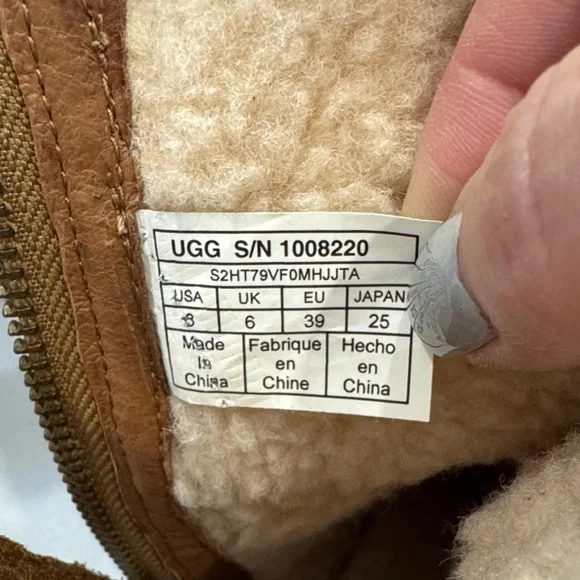 UGG S/N 1008220
S2HT79VF0MHJJTA
USA UK EU JAPAN
8 6 39 25
Made Fabrique Hecho
In en en
China Chine China